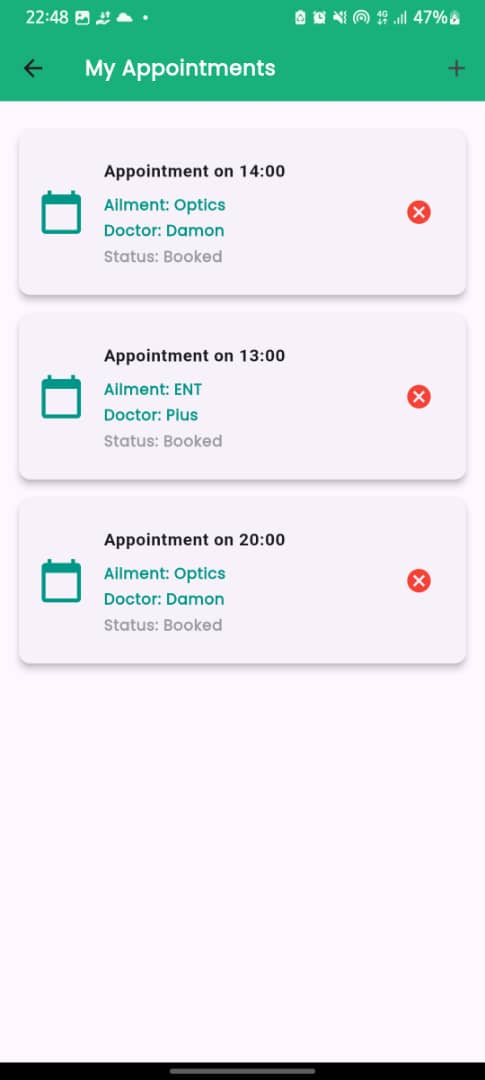 22:48 4G 47%
My Appointments
Appointment on 14:00
Ailment: Optics
Doctor: Damon
Status: Booked
Appointment on 13:00
Ailment: ENT
Doctor: Pius
Status: Booked
Appointment on 20:00
Ailment: Optics
Doctor: Damon
Status: Booked